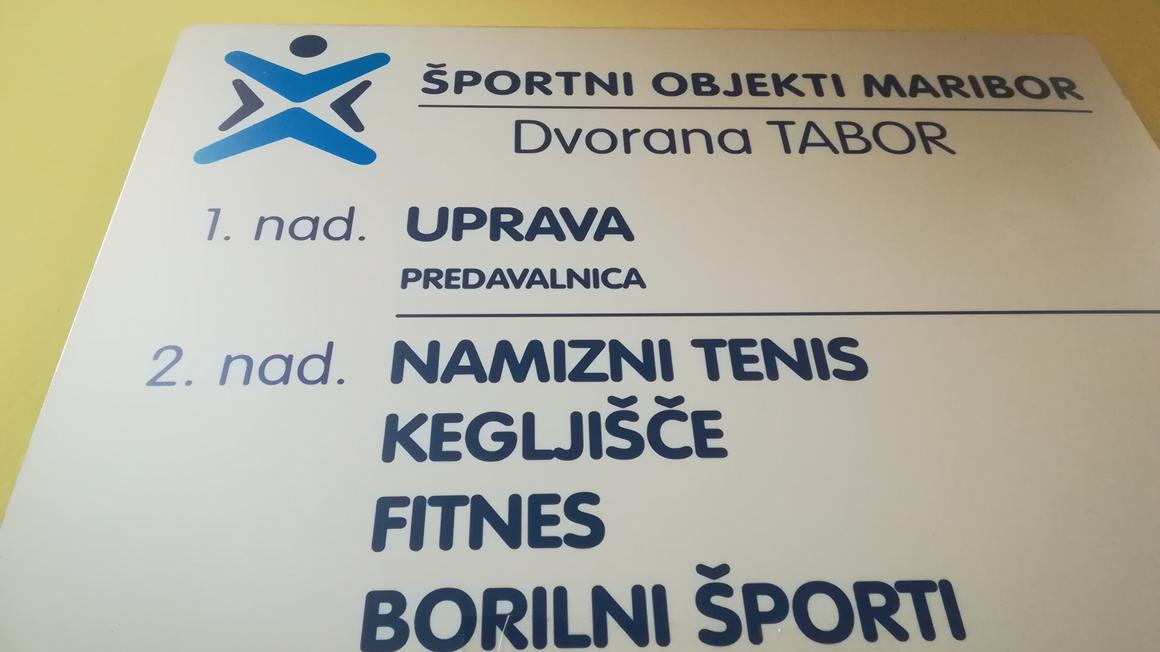 ŠPORTNI OBJEKTI MARIBOR
Dvorana TABOR
1. nad. UPRAVA
PREDAVALNICA
2. nad. NAMIZNI TENIS
KEGLJIŠČE
FITNES
BORILNI ŠPORTI